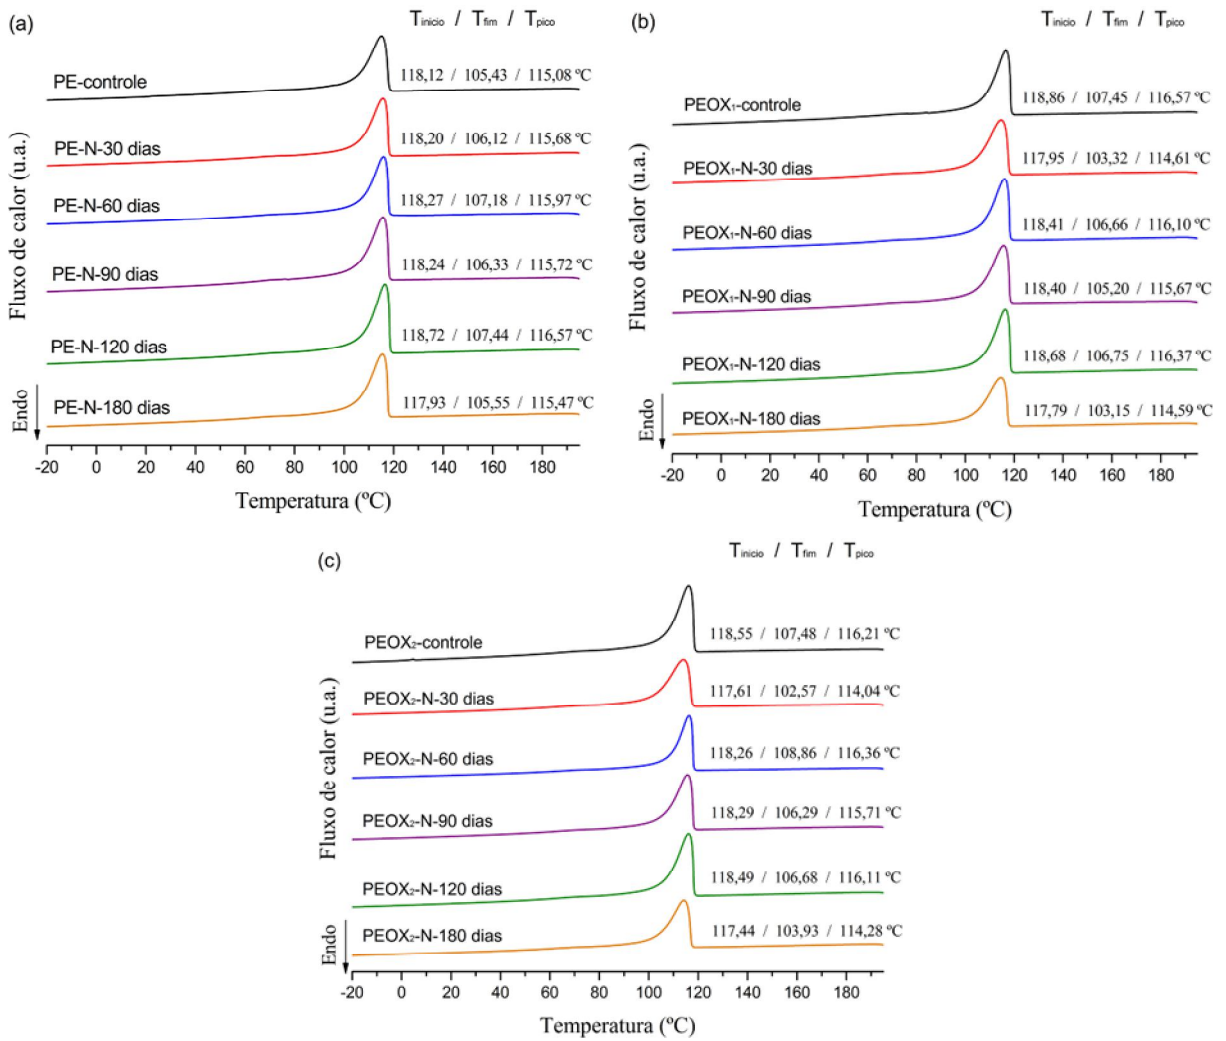 (a)
T inicio / T fim / T pico
PE-controle
118,12 / 105,43 / 115,08 ºC
PE-N-30 dias
118,20 / 106,12 / 115,68 ºC
PE-N-60 dias
118,27 / 107,18 / 115,97 ºC
PE-N-90 dias
118,24 / 106,33 / 115,72 ºC
PE-N-120 dias
118,72 / 107,44 / 116,57 ºC
PE-N-180 dias
117,93 / 105,55 / 115,47 ºC
Fluxo de calor (u.a.)
Endo
-20 0 20 40 60 80 100 120 140 160 180
Temperatura (ºC)
(b)
T inicio / T fim / T pico
PEOX₁-controle
118,86 / 107,45 / 116,57 ºC
PEOX₁-N-30 dias
117,95 / 103,32 / 114,61 ºC
PEOX₁-N-60 dias
118,41 / 106,66 / 116,10 ºC
PEOX₁-N-90 dias
118,40 / 105,20 / 115,67 ºC
PEOX₁-N-120 dias
118,68 / 106,75 / 116,37 ºC
PEOX₁-N-180 dias
117,79 / 103,15 / 114,59 ºC
Fluxo de calor (u.a.)
Endo
-20 0 20 40 60 80 100 120 140 160 180
Temperatura (ºC)
(c)
T inicio / T fim / T pico
PEOX₂-controle
118,55 / 107,48 / 116,21 ºC
PEOX₂-N-30 dias
117,61 / 102,57 / 114,04 ºC
PEOX₂-N-60 dias
118,26 / 108,86 / 116,36 ºC
PEOX₂-N-90 dias
118,29 / 106,29 / 115,71 ºC
PEOX₂-N-120 dias
118,49 / 106,68 / 116,11 ºC
PEOX₂-N-180 dias
117,44 / 103,93 / 114,28 ºC
Fluxo de calor (u.a.)
Endo
-20 0 20 40 60 80 100 120 140 160 180
Temperatura (ºC)